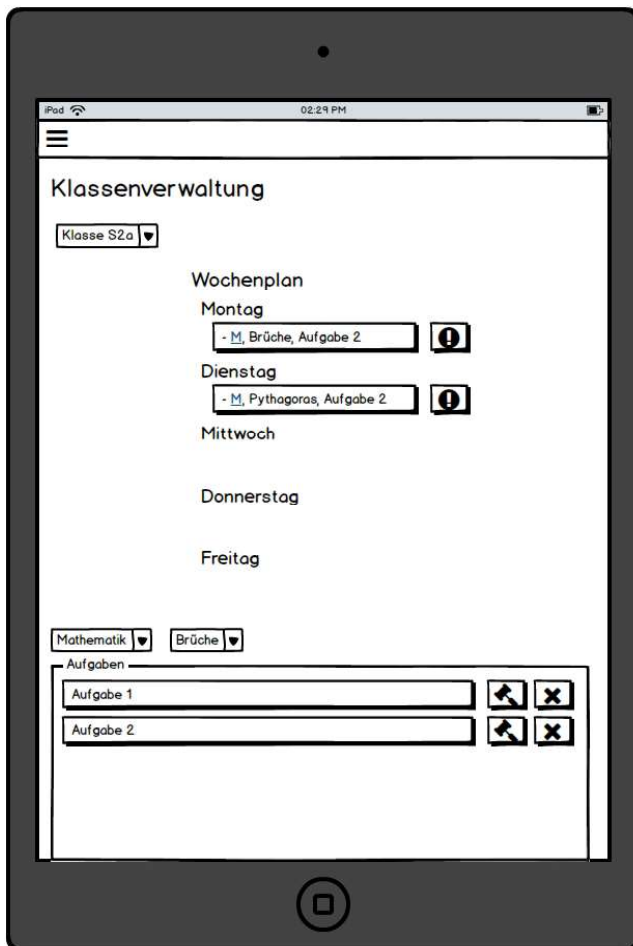 iPad 02:29 PM
Klassenverwaltung
Klasse S2a
Wochenplan
Montag
- M, Brüche, Aufgabe 2
Dienstag
- M, Pythagoras, Aufgabe 2
Mittwoch
Donnerstag
Freitag
Mathematik Brüche
Aufgaben
Aufgabe 1
Aufgabe 2